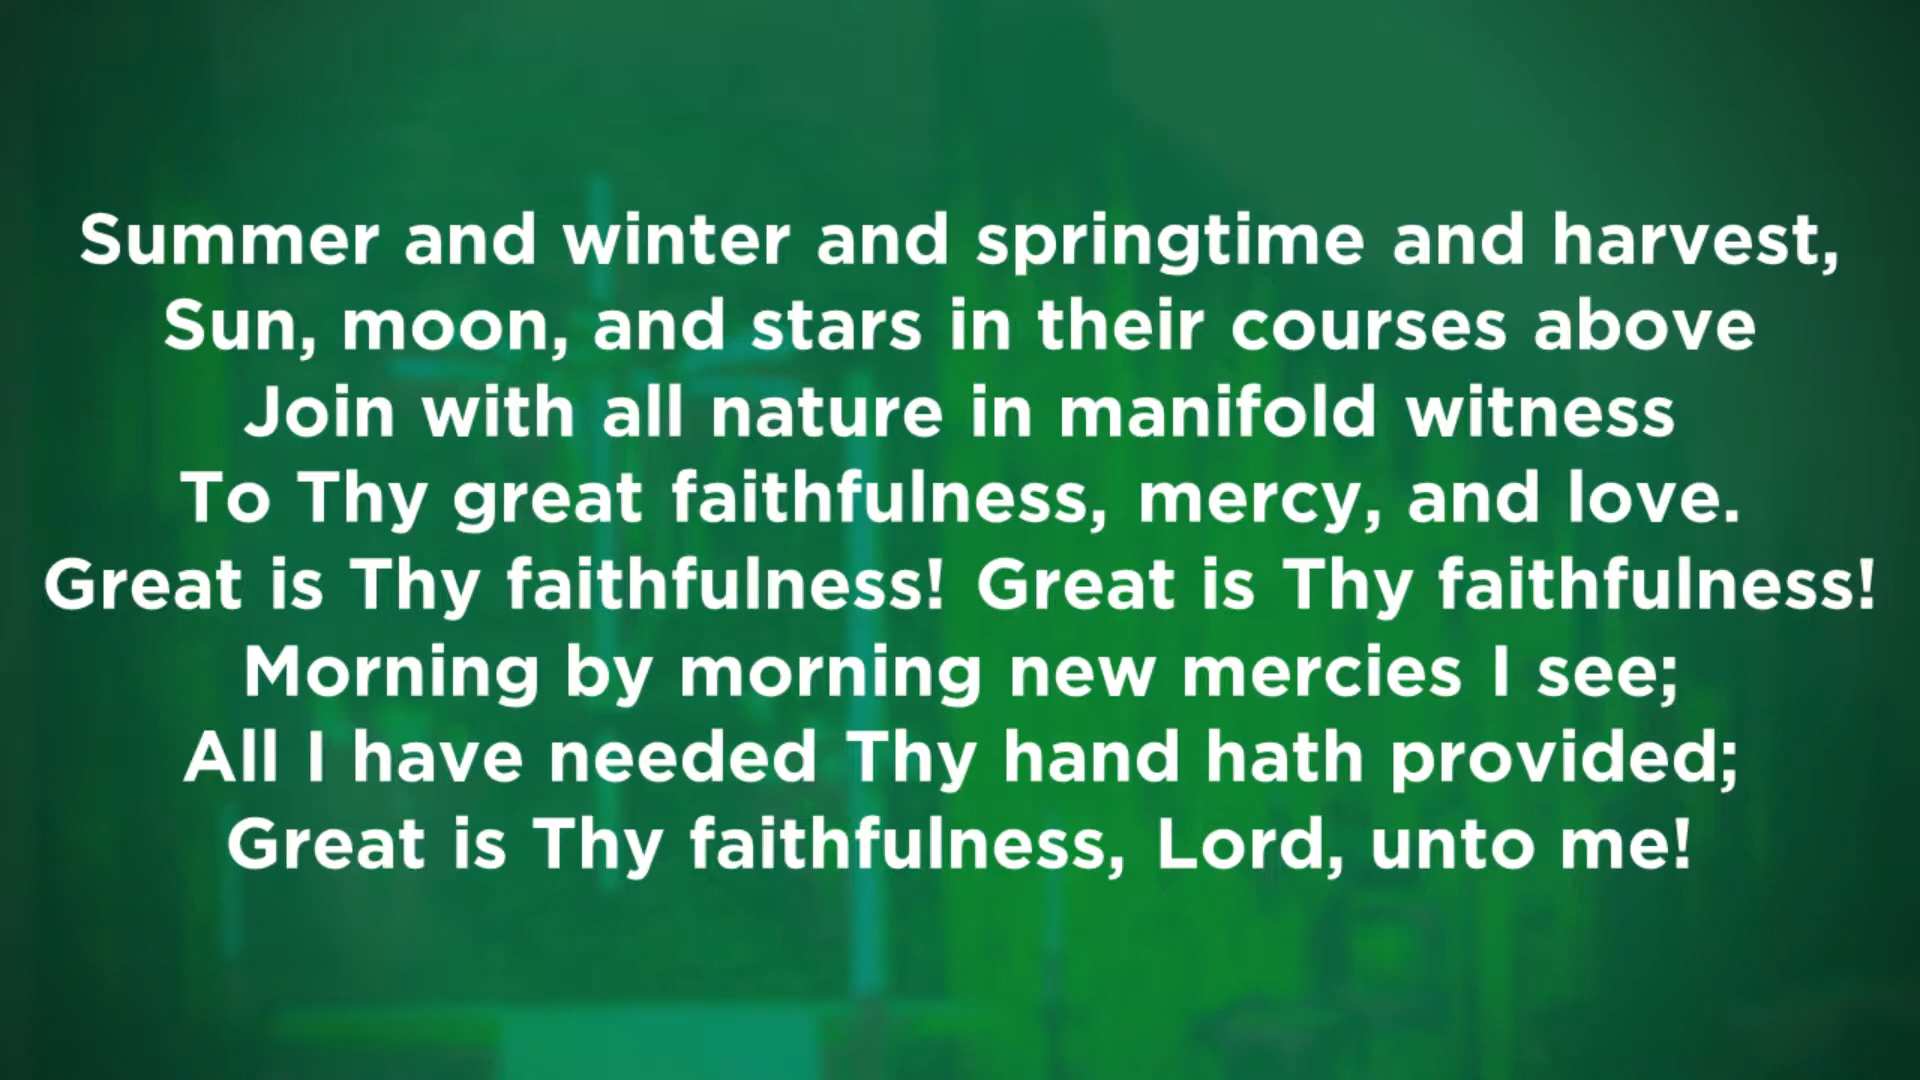 Summer and winter and springtime and harvest,
Sun, moon, and stars in their courses above
Join with all nature in manifold witness
To Thy great faithfulness, mercy, and love.
Great is Thy faithfulness! Great is Thy faithfulness!
Morning by morning new mercies I see;
All I have needed Thy hand hath provided;
Great is Thy faithfulness, Lord, unto me!